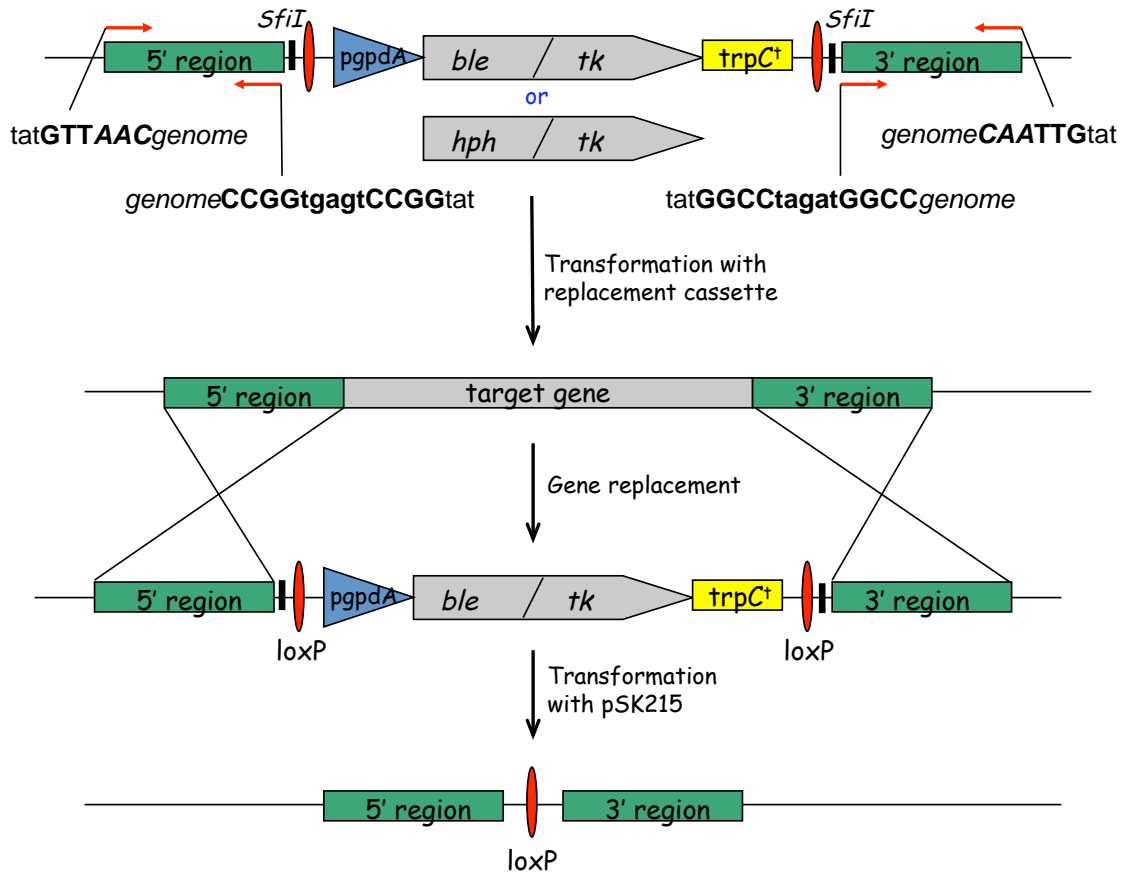 SfiI SfiI
5' region pgpdA ble / tk trpC† 3' region
or
tatGTTAACgenome hph / tk genomeCAATTGtat
genomeCCGGtgagtCCGGtat tatGGCCtagatGGCCgenome
Transformation with
replacement cassette
5' region target gene 3' region
Gene replacement
5' region pgpdA ble / tk trpC† 3' region
loxP loxP
Transformation
with pSK215
5' region 3' region
loxP